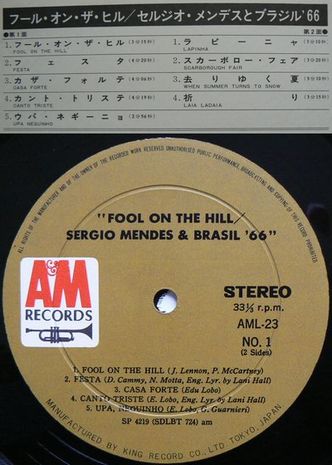 フール・オン・ザ・ヒル/セルジオ・メンデスとブラジル'66
●第1面
1.フール・オン・ザ・ヒル
FOOL ON THE HILL
2.フェスタ
FESTA
3.カザ・フォルテ
CASA FORTE
4.カント・トリステ
CANTO TRISTE
5.ウパ・ネギーニョ
UPA, NEGUINHO
●第2面
1.ラピーニャ
LAPINHA
2.スカーボロー・フェア
SCARBOROUGH FAIR
3.去りゆく夏
WHEN SUMMER TURNS TO SNOW
4.祈り
LAIA LADAIA
"FOOL ON THE HILL/
SERGIO MENDES & BRASIL '66"
A&M
RECORDS
STEREO
33⅓ r.p.m.
AML-23
NO. 1
(2 Sides)
1. FOOL ON THE HILL (J. Lennon, P. McCartney)
2. FESTA (D. Cammy, N. Motta, Eng. Lyr. by Lani Hall)
3. CASA FORTE (Edu Lobo)
4. CANTO TRISTE (E. Lobo, Eng. Lyr. by Lani Hall)
5. UPA, NEQUINHO (E. Lobo, G. Guarnieri)
SP 4219 (SDLBT 724) am
MANUFACTURED BY KING RECORD CO., LTD. TOKYO, JAPAN